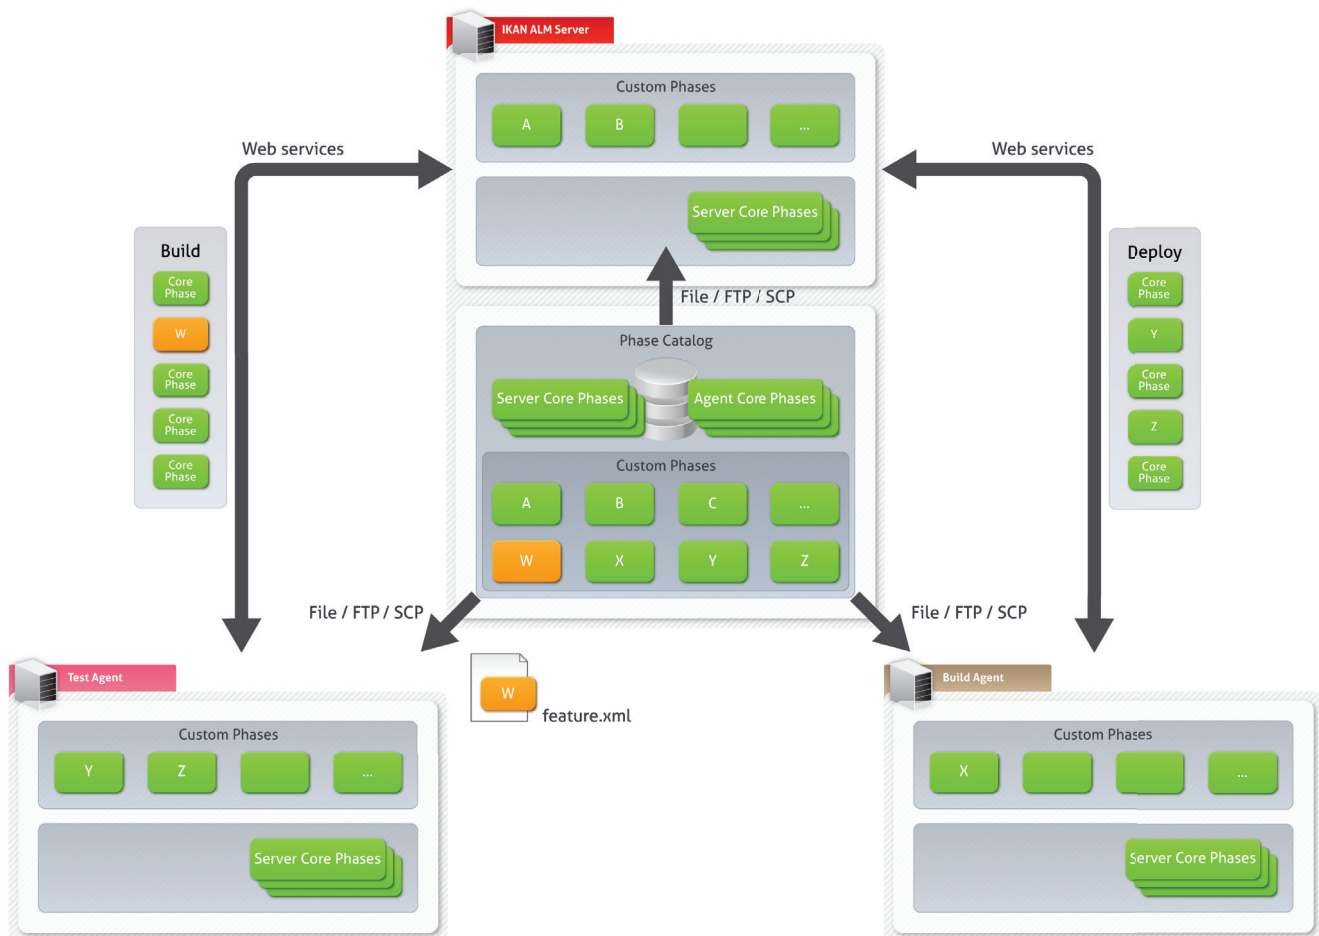 IKAN ALM Server
Custom Phases
A
B
...
Server Core Phases
Web services
Web services
Build
Core
Phase
W
Core
Phase
Core
Phase
Core
Phase
Deploy
Core
Phase
Y
Core
Phase
Z
Core
Phase
File / FTP / SCP
Phase Catalog
Server Core Phases
Agent Core Phases
Custom Phases
A
B
C
...
W
X
Y
Z
File / FTP / SCP
File / FTP / SCP
W
feature.xml
Test Agent
Custom Phases
Y
Z
...
Server Core Phases
Build Agent
Custom Phases
X
...
Server Core Phases